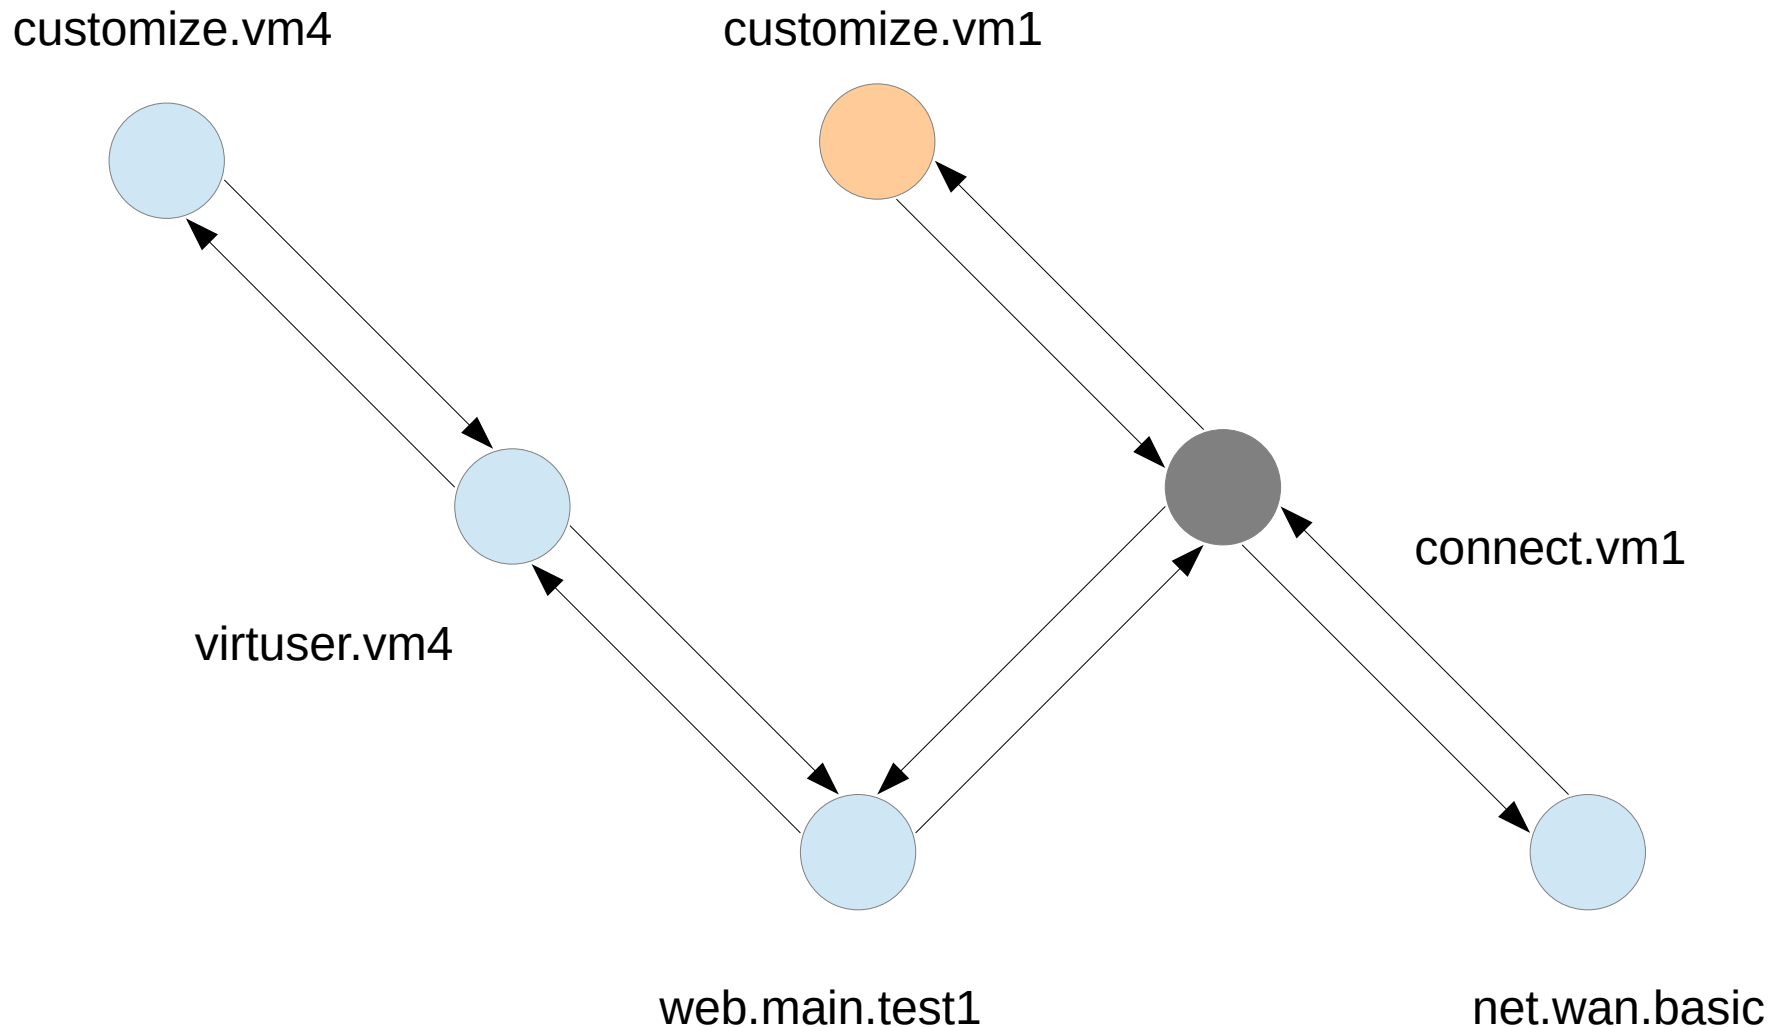 customize.vm4
customize.vm1
connect.vm1
virtuser.vm4
web.main.test1
net.wan.basic